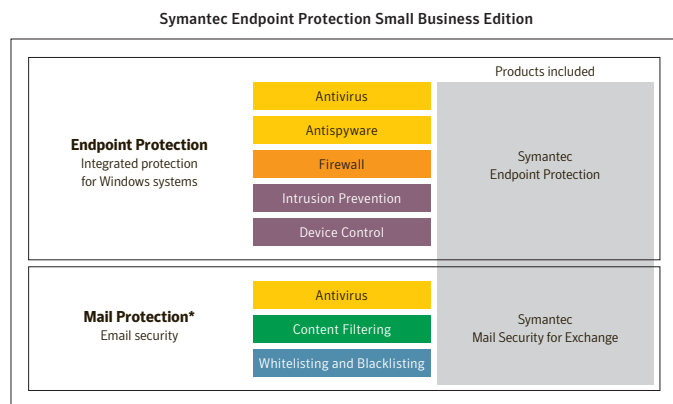 Symantec Endpoint Protection Small Business Edition
Products included
Endpoint Protection
Integrated protection
for Windows systems
Antivirus
Antispyware
Firewall
Intrusion Prevention
Device Control
Symantec
Endpoint Protection
Mail Protection*
Email security
Antivirus
Content Filtering
Whitelisting and Blacklisting
Symantec
Mail Security for Exchange